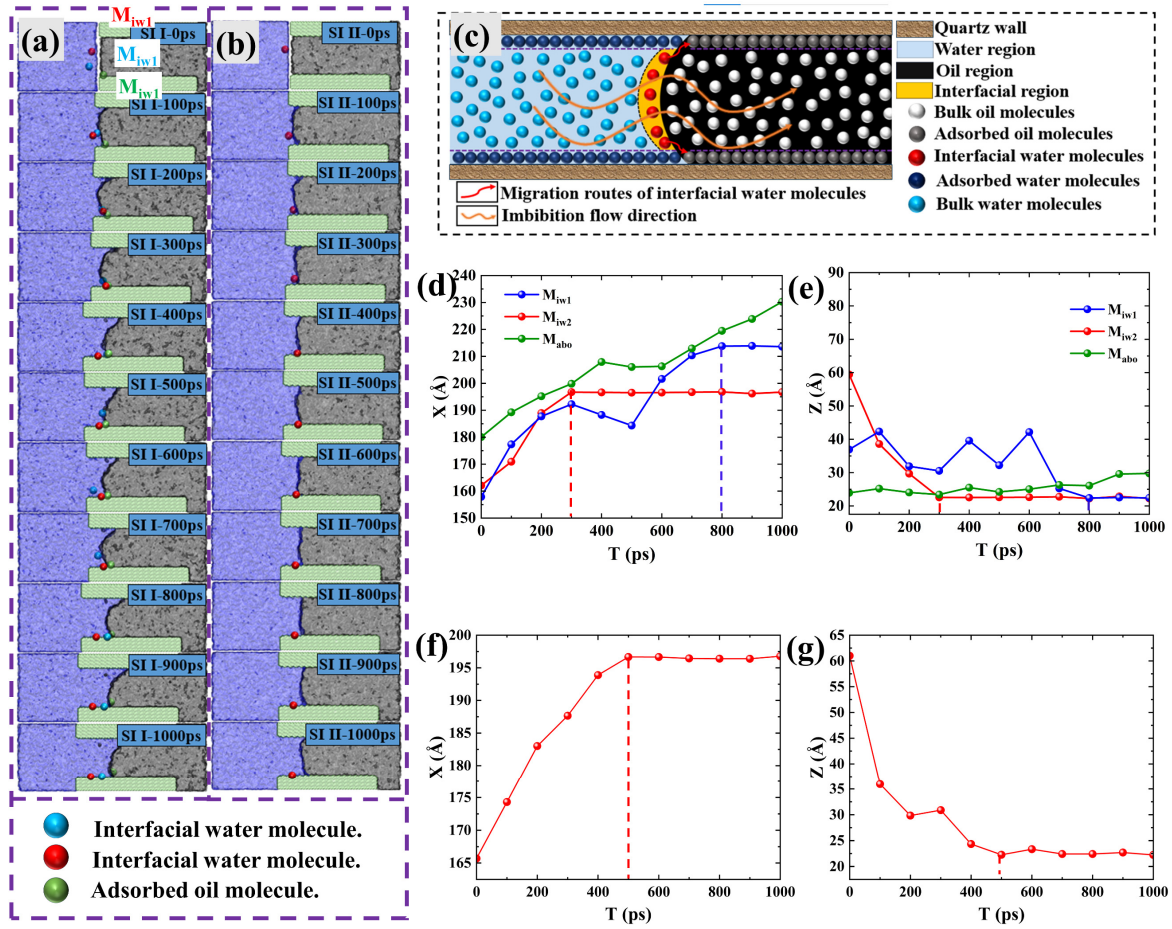 (a)
M_iw1
M_iw1
M_iw1
SI I-0ps
SI I-100ps
SI I-200ps
SI I-300ps
SI I-400ps
SI I-500ps
SI I-600ps
SI I-700ps
SI I-800ps
SI I-900ps
SI I-1000ps
(b)
SI II-0ps
SI II-100ps
SI II-200ps
SI II-300ps
SI II-400ps
SI II-500ps
SI II-600ps
SI II-700ps
SI II-800ps
SI II-900ps
SI II-1000ps
Interfacial water molecule.
Interfacial water molecule.
Adsorbed oil molecule.
(c)
Migration routes of interfacial water molecules
Imbibition flow direction
Quartz wall
Water region
Oil region
Interfacial region
Bulk oil molecules
Adsorbed oil molecules
Interfacial water molecules
Adsorbed water molecules
Bulk water molecules
(d)
M_iw1
M_iw2
M_abo
X (Å)
240
230
220
210
200
190
180
170
160
150
0 200 400 600 800 1000
T (ps)
(e)
M_iw1
M_iw2
M_abo
Z (Å)
90
80
70
60
50
40
30
20
0 200 400 600 800 1000
T (ps)
(f)
X (Å)
200
195
190
185
180
175
170
165
0 200 400 600 800 1000
T (ps)
(g)
Z (Å)
65
60
55
50
45
40
35
30
25
20
0 200 400 600 800 1000
T (ps)